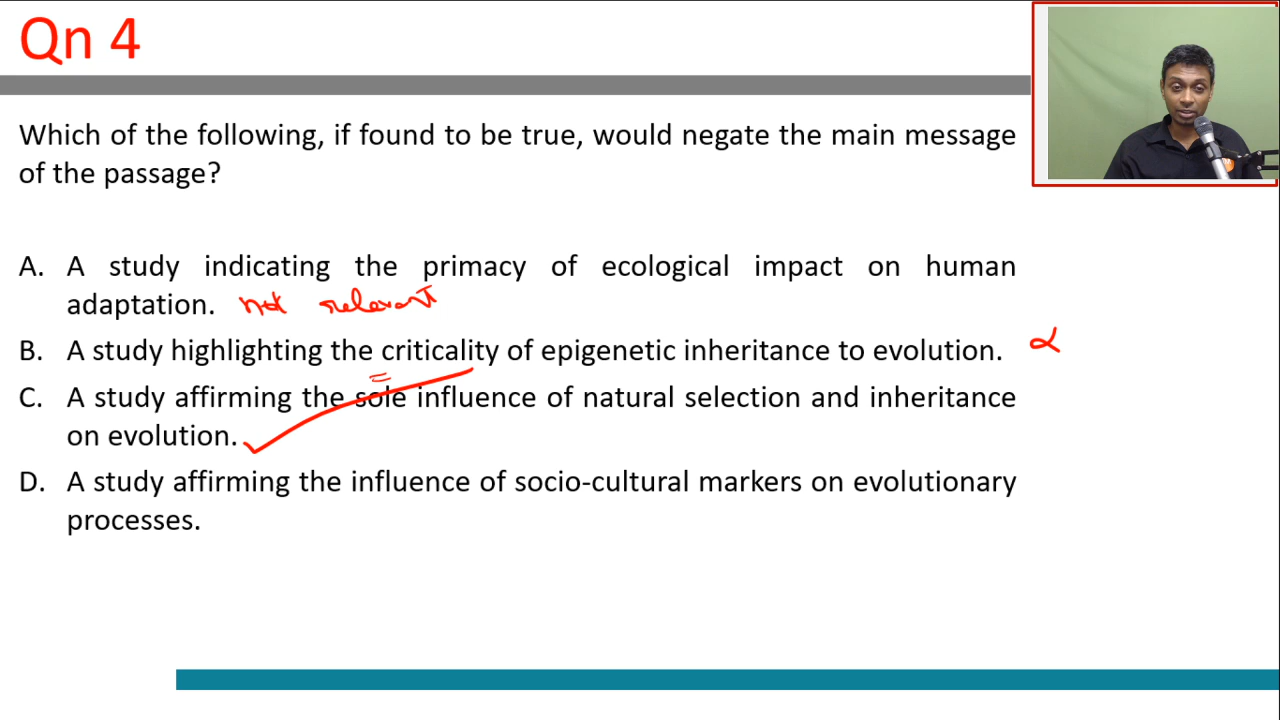 Qn 4
Which of the following, if found to be true, would negate the main message
of the passage?
A. A study indicating the primacy of ecological impact on human
adaptation. not relevant
B. A study highlighting the criticality of epigenetic inheritance to evolution.
C. A study affirming the sole influence of natural selection and inheritance
on evolution.
D. A study affirming the influence of socio-cultural markers on evolutionary
processes.